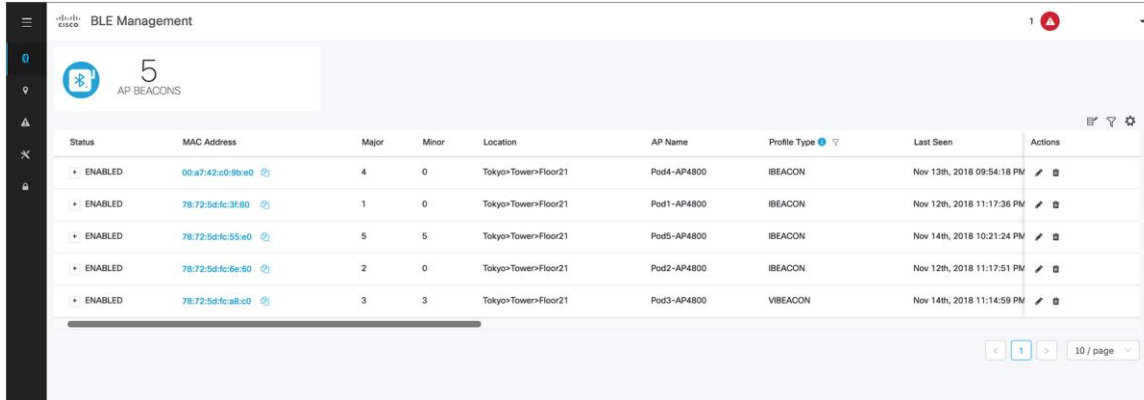 CISCO BLE Management 1
5
AP BEACONS
Status MAC Address Major Minor Location AP Name Profile Type Last Seen Actions
ENABLED 00:a7:42:c0:9b:e0 4 0 Tokyo>Tower>Floor21 Pod4-AP4800 IBEACON Nov 13th, 2018 09:54:18 PM
ENABLED 78:72:5d:fc:3f:80 1 0 Tokyo>Tower>Floor21 Pod1-AP4800 IBEACON Nov 12th, 2018 11:17:36 PM
ENABLED 78:72:5d:fc:55:e0 5 5 Tokyo>Tower>Floor21 Pod5-AP4800 IBEACON Nov 14th, 2018 10:21:24 PM
ENABLED 78:72:5d:fc:6e:60 2 0 Tokyo>Tower>Floor21 Pod2-AP4800 IBEACON Nov 12th, 2018 11:17:51 PM
ENABLED 78:72:5d:fc:a8:c0 3 3 Tokyo>Tower>Floor21 Pod3-AP4800 VIBEACON Nov 14th, 2018 11:14:59 PM
< 1 > 10 / page